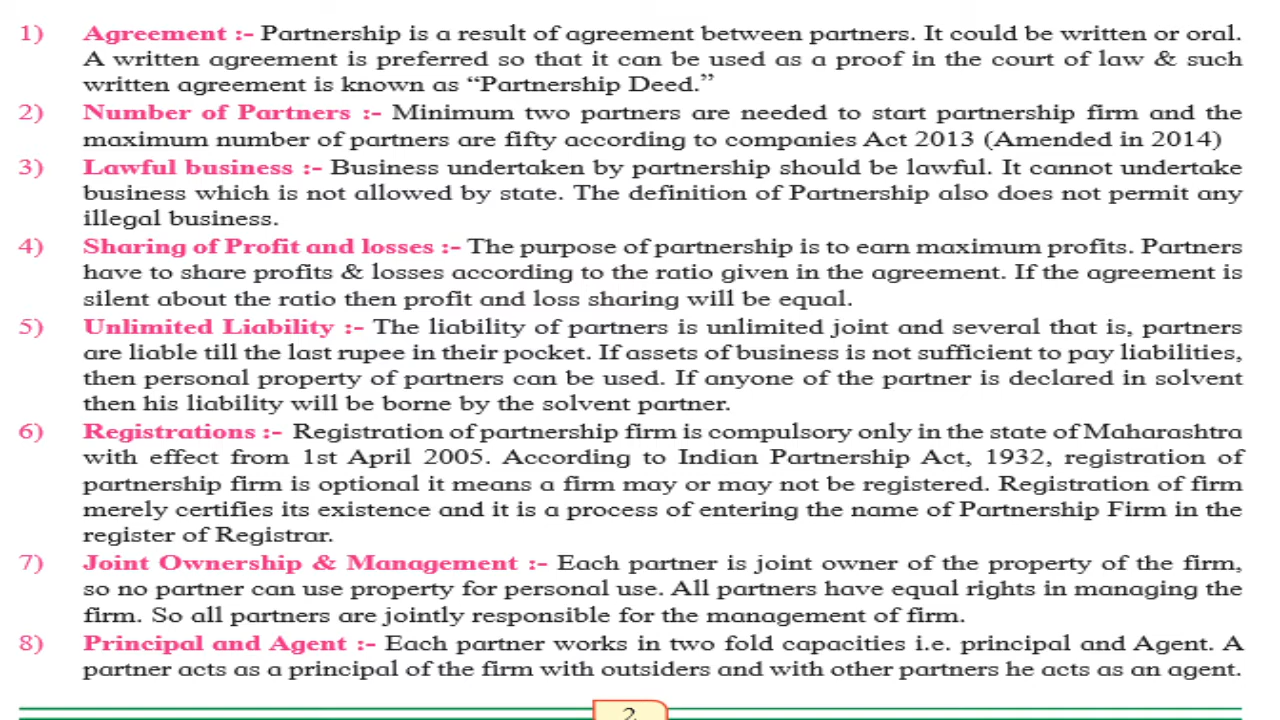 1) Agreement :- Partnership is a result of agreement between partners. It could be written or oral.
A written agreement is preferred so that it can be used as a proof in the court of law & such
written agreement is known as “Partnership Deed.”
2) Number of Partners :- Minimum two partners are needed to start partnership firm and the
maximum number of partners are fifty according to companies Act 2013 (Amended in 2014)
3) Lawful business :- Business undertaken by partnership should be lawful. It cannot undertake
business which is not allowed by state. The definition of Partnership also does not permit any
illegal business.
4) Sharing of Profit and losses :- The purpose of partnership is to earn maximum profits. Partners
have to share profits & losses according to the ratio given in the agreement. If the agreement is
silent about the ratio then profit and loss sharing will be equal.
5) Unlimited Liability :- The liability of partners is unlimited joint and several that is, partners
are liable till the last rupee in their pocket. If assets of business is not sufficient to pay liabilities,
then personal property of partners can be used. If anyone of the partner is declared in solvent
then his liability will be borne by the solvent partner.
6) Registrations :- Registration of partnership firm is compulsory only in the state of Maharashtra
with effect from 1st April 2005. According to Indian Partnership Act, 1932, registration of
partnership firm is optional it means a firm may or may not be registered. Registration of firm
merely certifies its existence and it is a process of entering the name of Partnership Firm in the
register of Registrar.
7) Joint Ownership & Management :- Each partner is joint owner of the property of the firm,
so no partner can use property for personal use. All partners have equal rights in managing the
firm. So all partners are jointly responsible for the management of firm.
8) Principal and Agent :- Each partner works in two fold capacities i.e. principal and Agent. A
partner acts as a principal of the firm with outsiders and with other partners he acts as an agent.
2